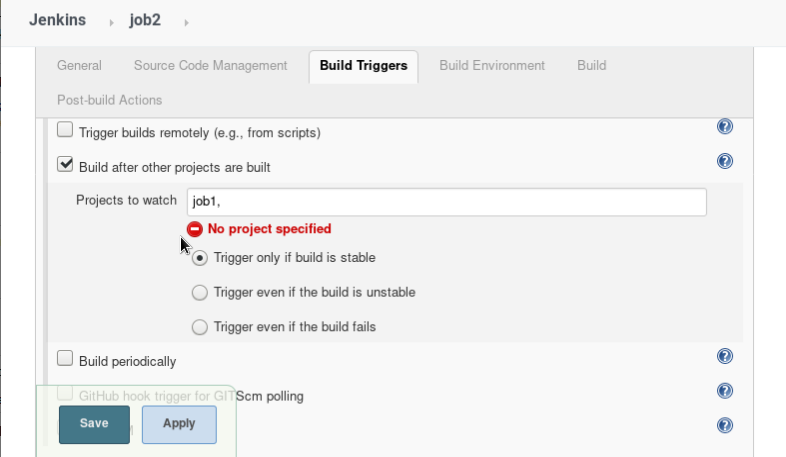 Jenkins › job2 ›
General Source Code Management Build Triggers Build Environment Build
Post-build Actions
Trigger builds remotely (e.g., from scripts)
Build after other projects are built
Projects to watch job1,
No project specified
Trigger only if build is stable
Trigger even if the build is unstable
Trigger even if the build fails
Build periodically
GitHub hook trigger for GITScm polling
Save Apply